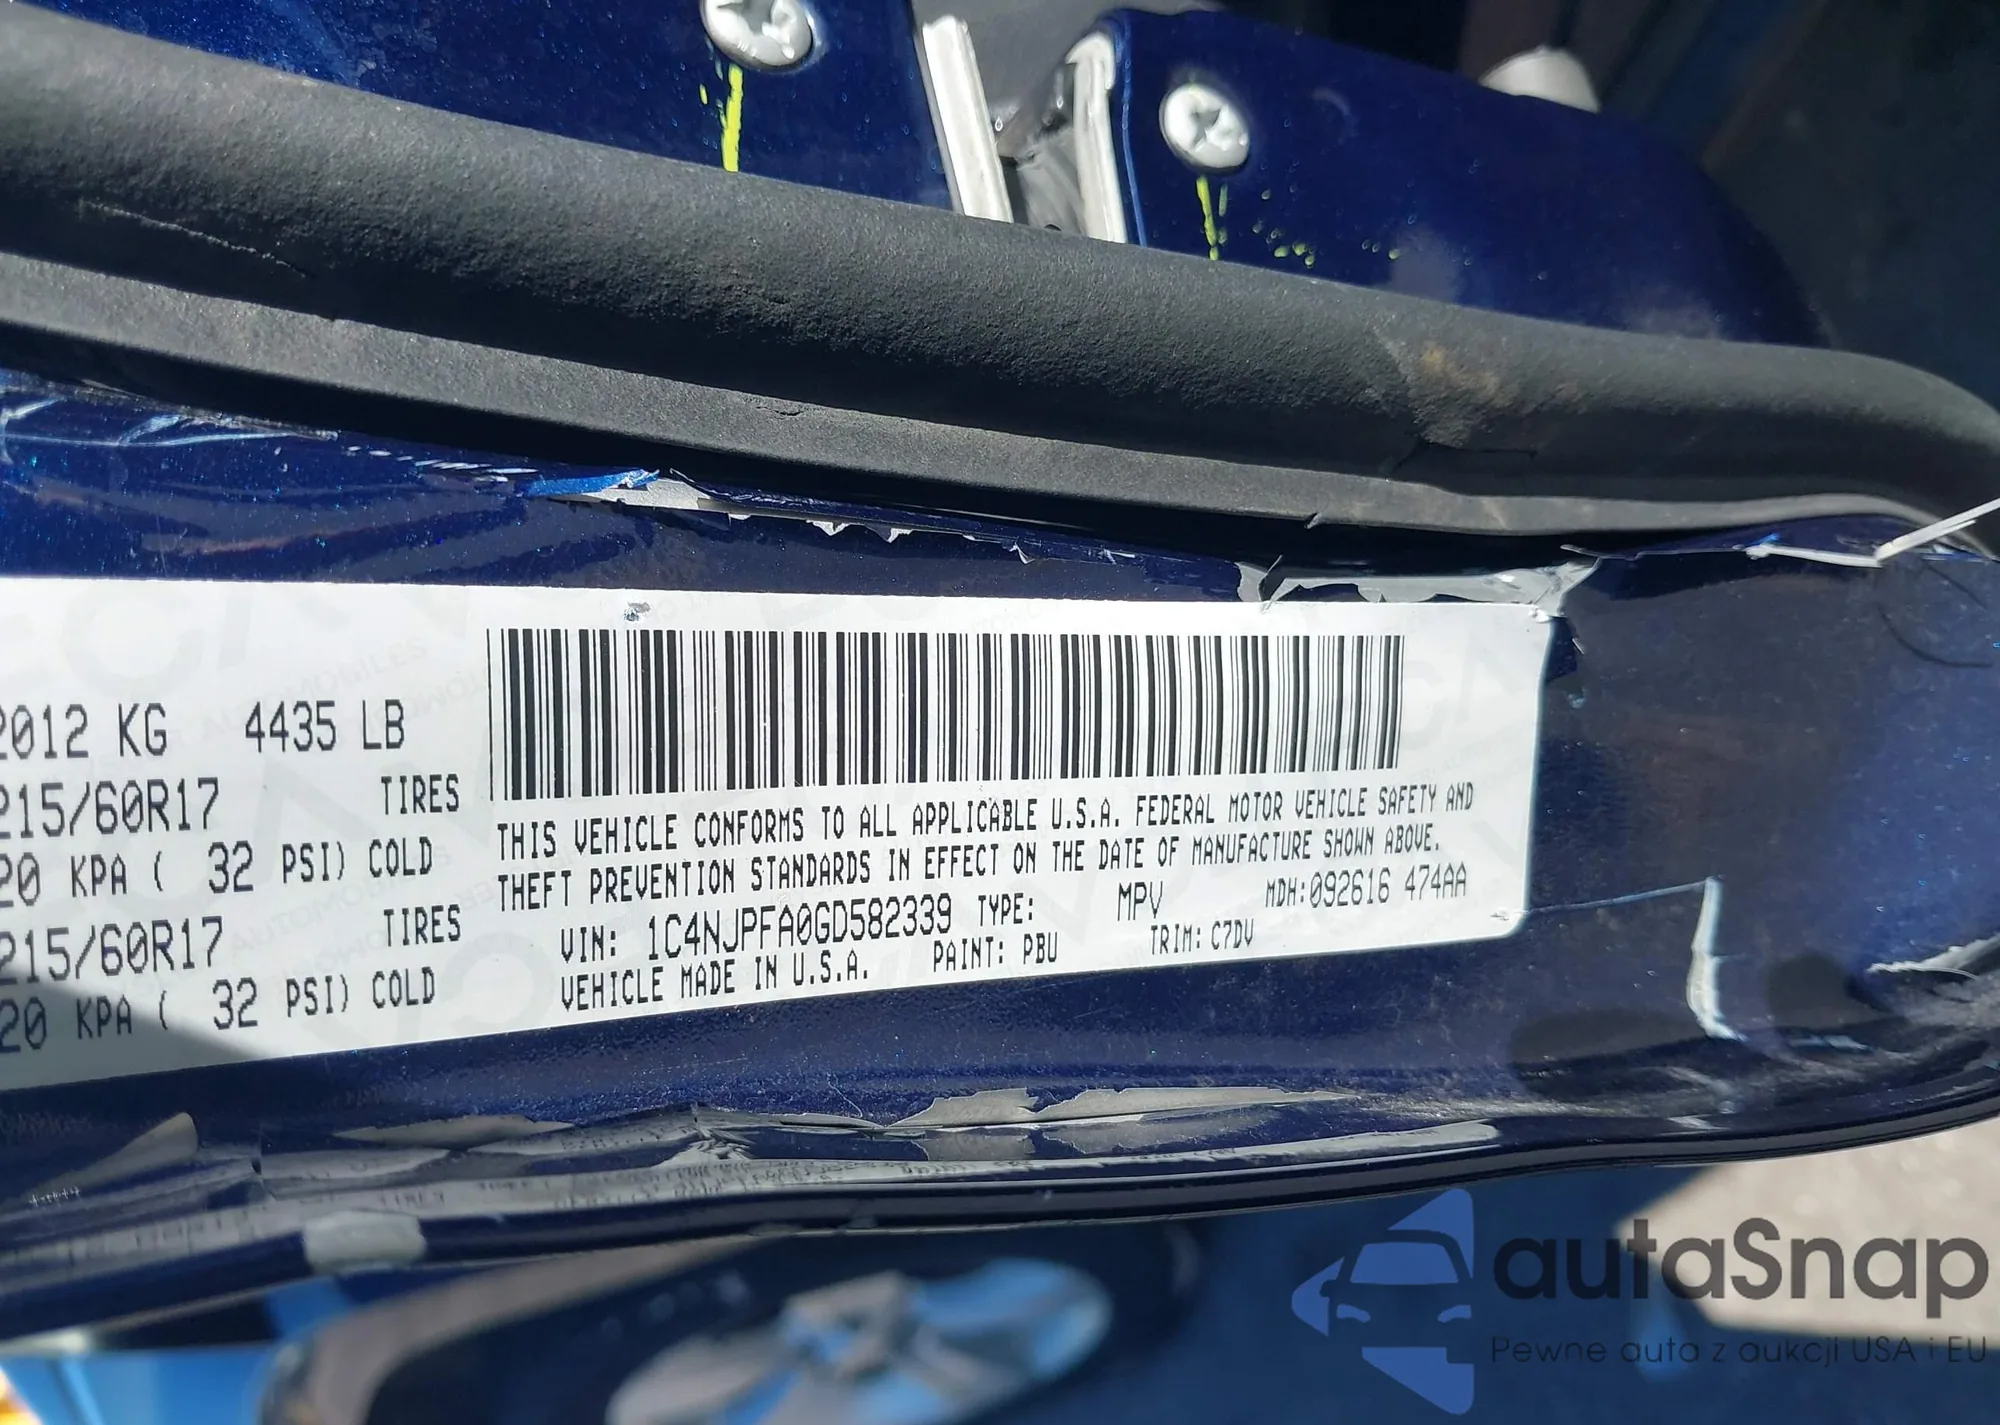 2012 KG 4435 LB
215/60R17 TIRES
20 KPA ( 32 PSI) COLD
215/60R17 TIRES
20 KPA ( 32 PSI) COLD
THIS VEHICLE CONFORMS TO ALL APPLICABLE U.S.A. FEDERAL MOTOR VEHICLE SAFETY AND
THEFT PREVENTION STANDARDS IN EFFECT ON THE DATE OF MANUFACTURE SHOWN ABOVE.
VIN: 1C4NJPFA0GD582339 TYPE: MPV MDH:092616 474AA
VEHICLE MADE IN U.S.A. PAINT: PBU TRIM: C7DV
autaSnap
Pewne auta z aukcji USA i EU